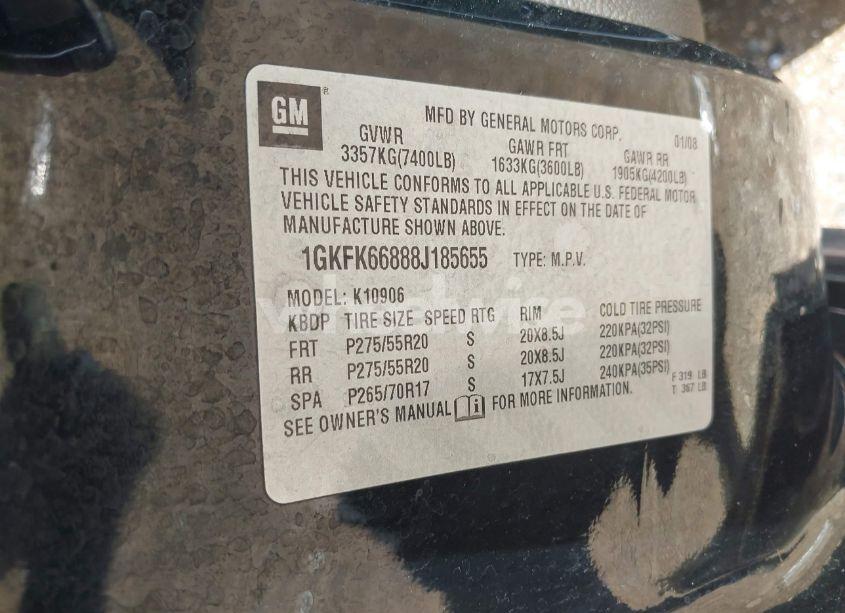 GM
®
MFD BY GENERAL MOTORS CORP. 01/08
GVWR GAWR FRT GAWR RR
3357KG(7400LB) 1633KG(3600LB) 1905KG(4200LB)
THIS VEHICLE CONFORMS TO ALL APPLICABLE U.S. FEDERAL MOTOR
VEHICLE SAFETY STANDARDS IN EFFECT ON THE DATE OF
MANUFACTURE SHOWN ABOVE.
1GKFK66888J185655 TYPE: M.P.V.
MODEL: K10906
KBDP TIRE SIZE SPEED RTG RIM COLD TIRE PRESSURE
FRT P275/55R20 S 20X8.5J 220KPA(32PSI)
RR P275/55R20 S 20X8.5J 220KPA(32PSI)
SPA P265/70R17 S 17X7.5J 240KPA(35PSI)
F 319 LB
T 367 LB
SEE OWNER'S MANUAL FOR MORE INFORMATION.